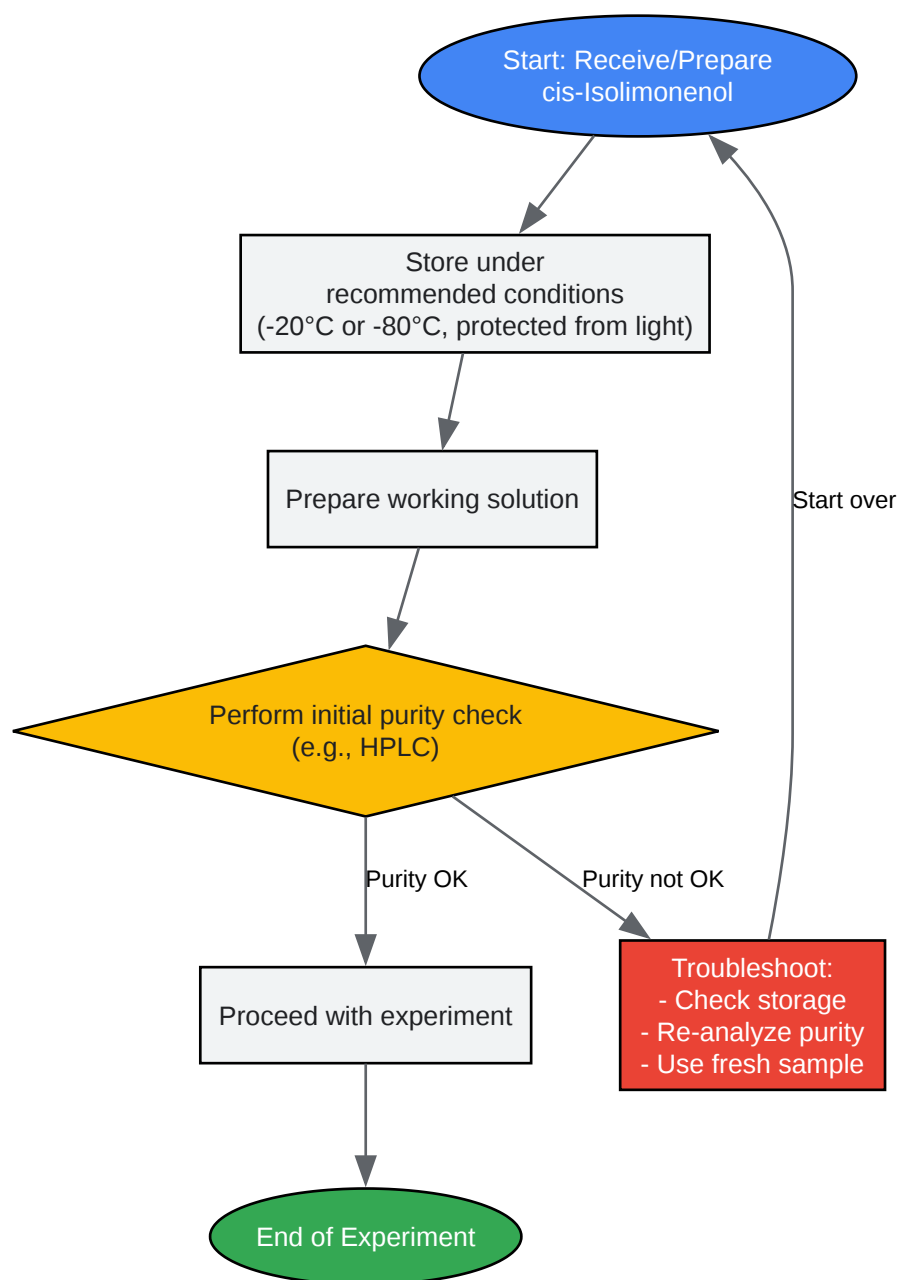 Start: Receive/Prepare
cis-Isolimonenol
Store under
recommended conditions
(-20°C or -80°C, protected from light)
Prepare working solution
Start over
Perform initial purity check
(e.g., HPLC)
Purity OK
Purity not OK
Proceed with experiment
Troubleshoot:
- Check storage
- Re-analyze purity
- Use fresh sample
End of Experiment